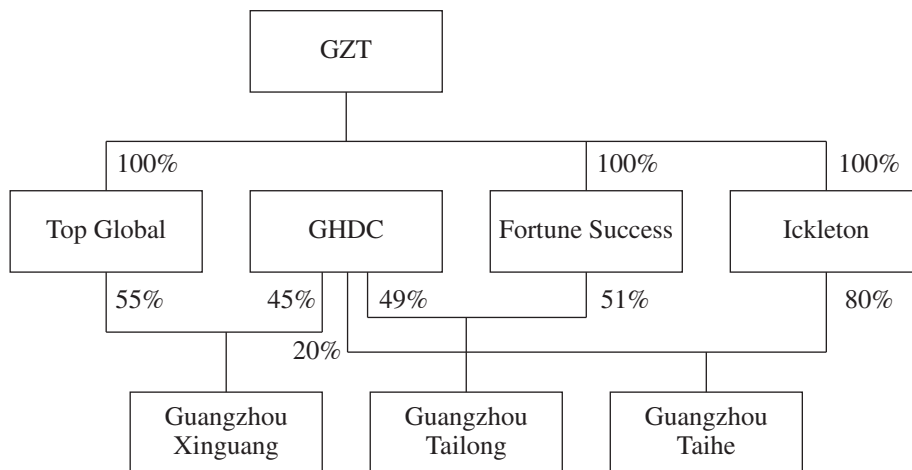 GZT
100%
100%
100%
Top Global
GHDC
Fortune Success
Ickleton
55%
45%
49%
51%
80%
20%
Guangzhou
Xinguang
Guangzhou
Tailong
Guangzhou
Taihe